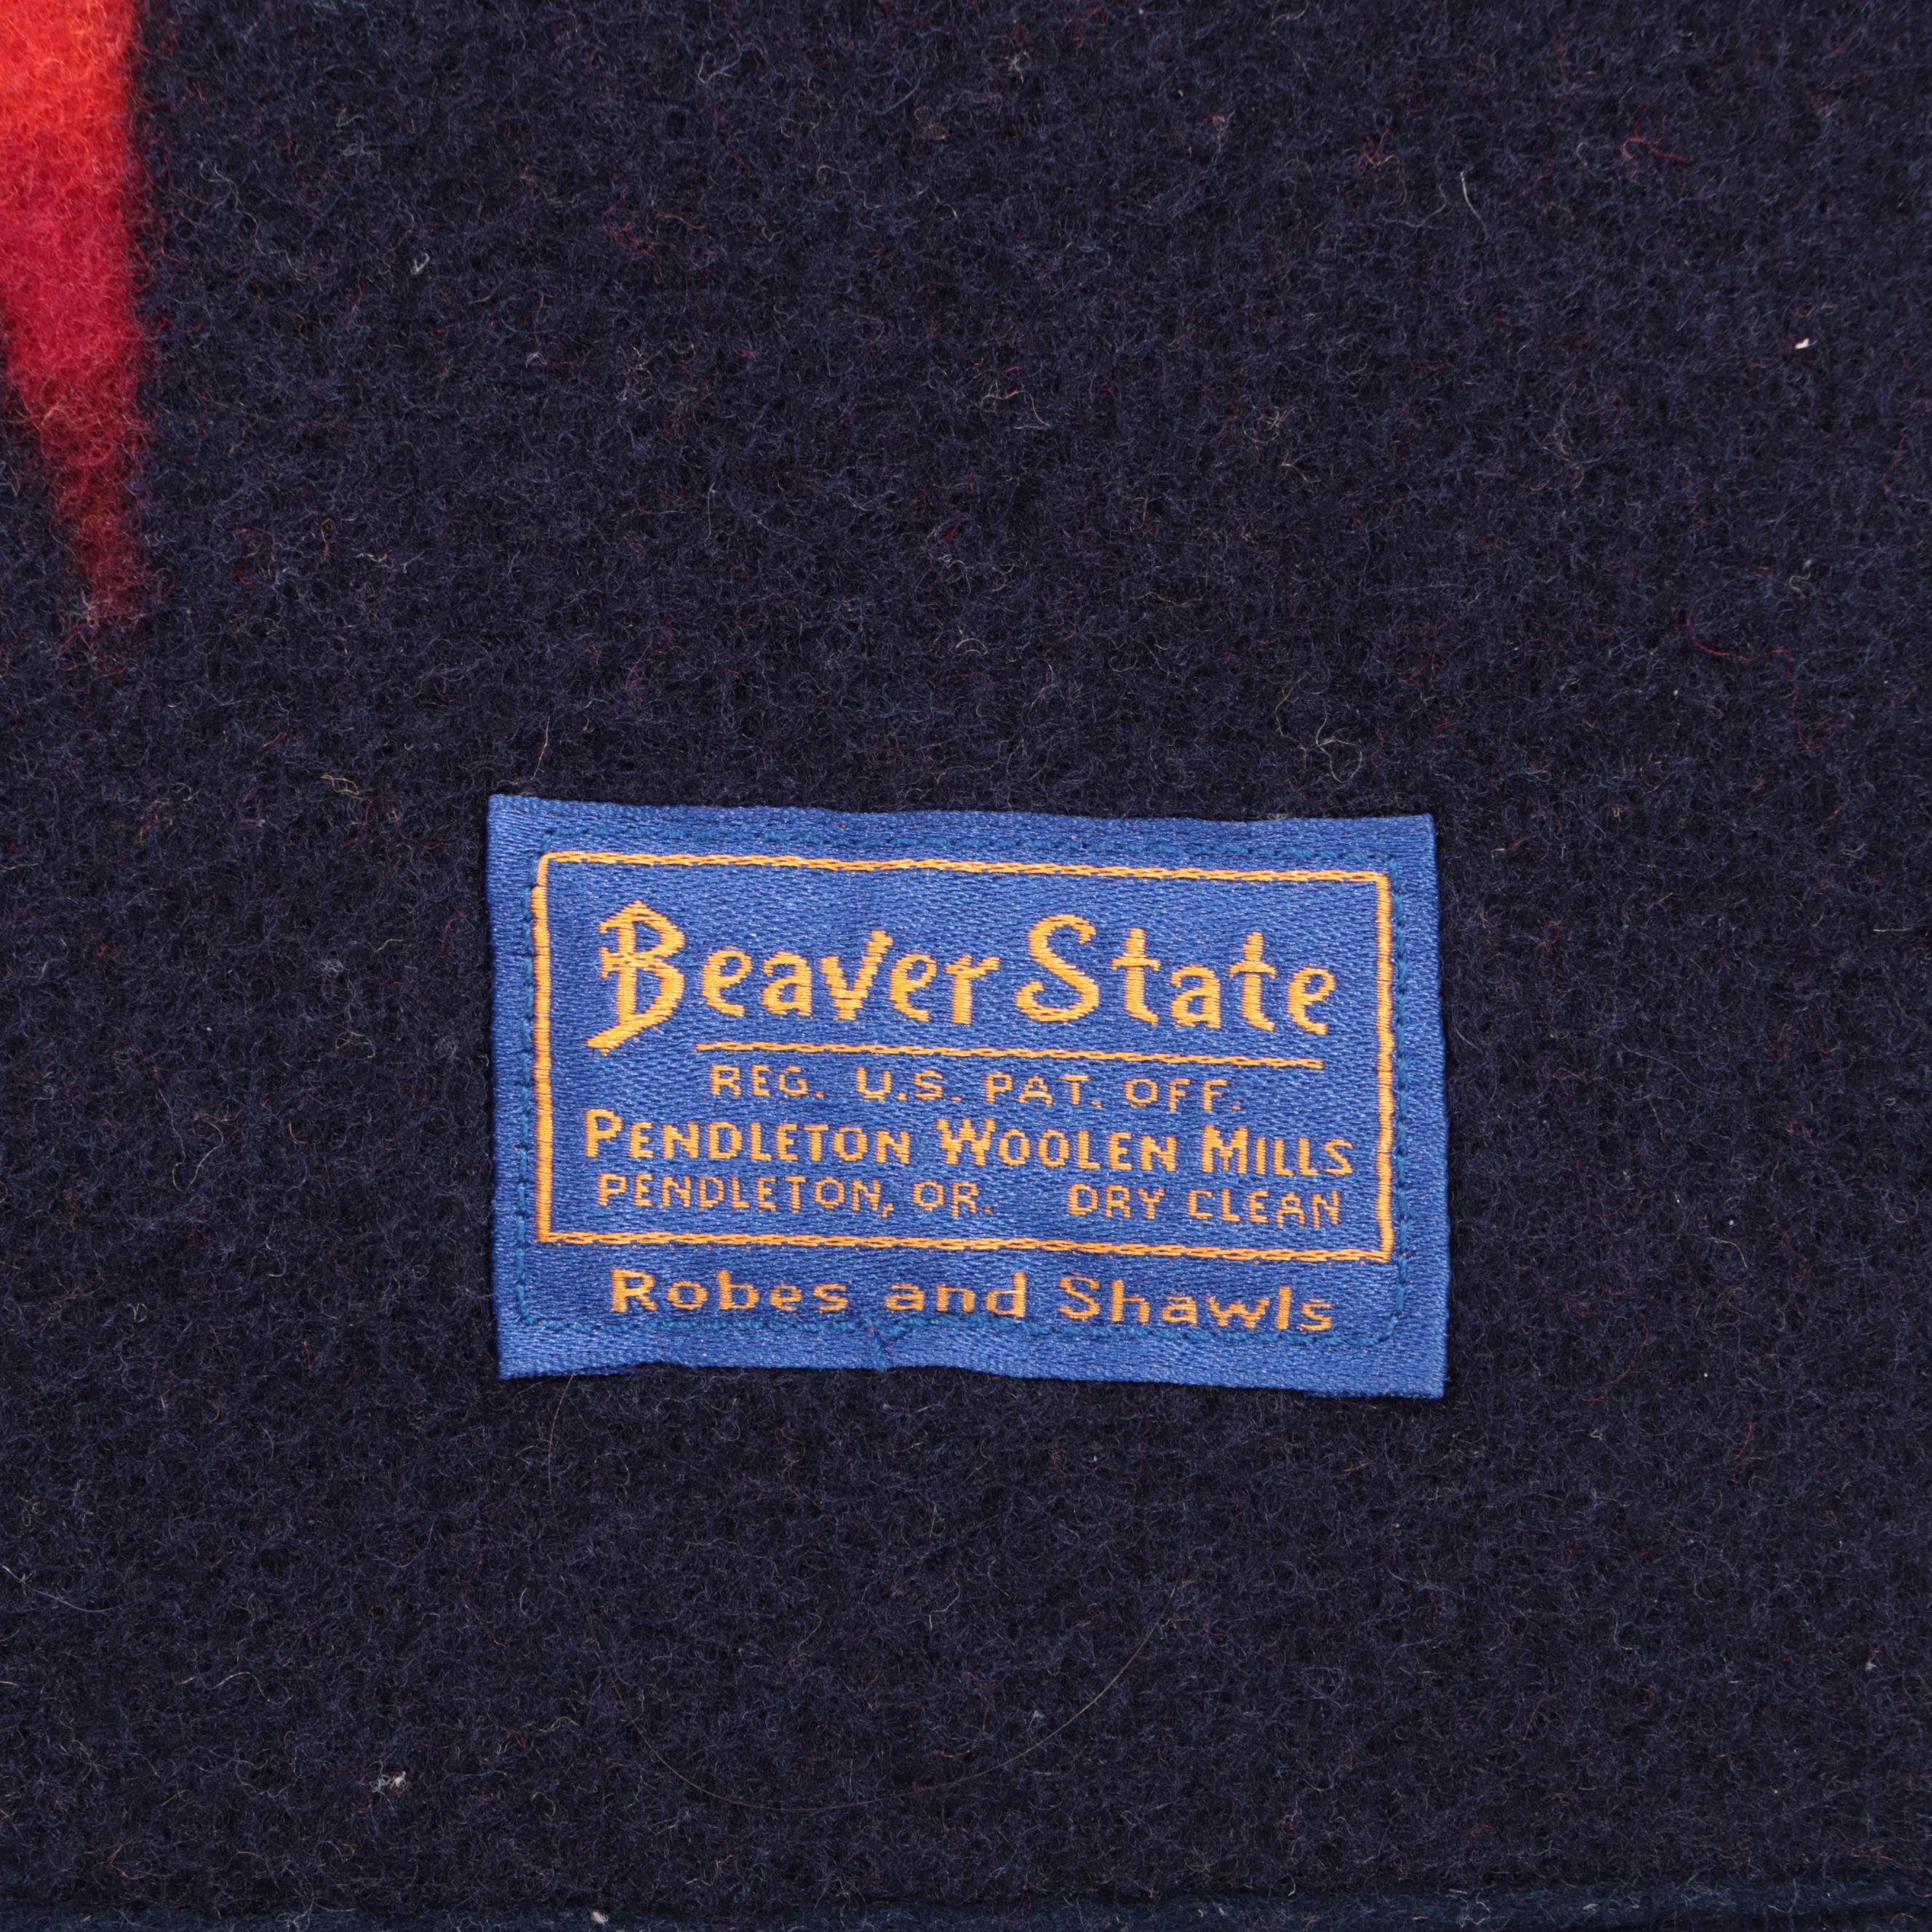 Beaver State
REG. U.S. PAT. OFF.
PENDLETON WOOLEN MILLS
PENDLETON, OR. DRY CLEAN
Robes and Shawls